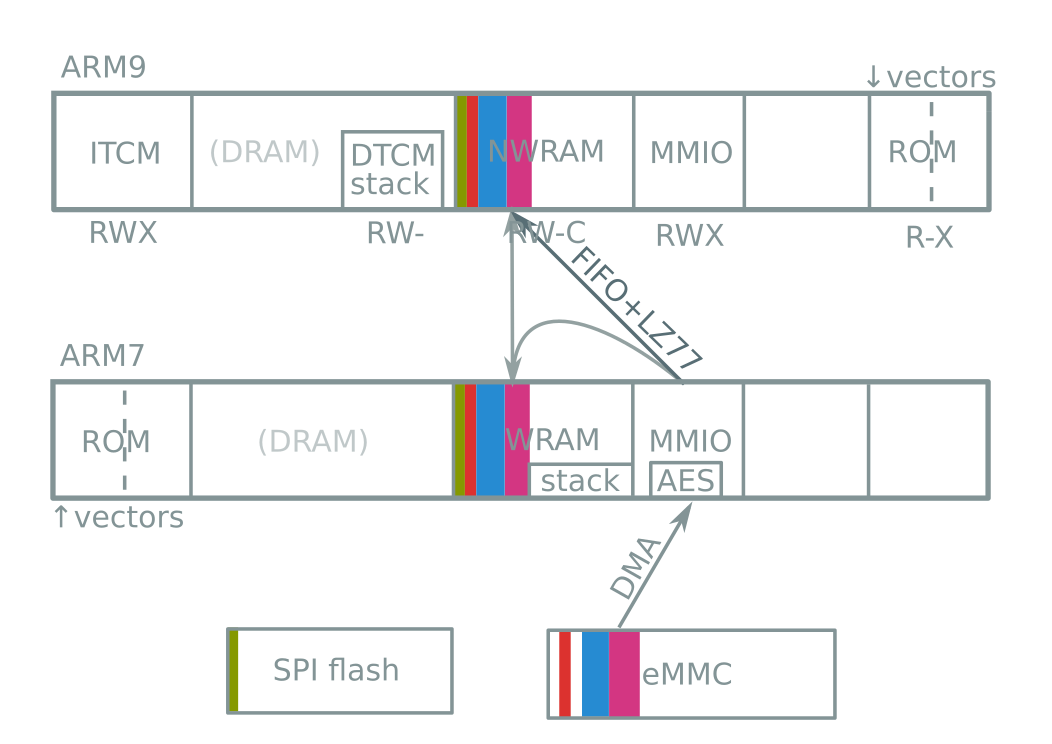 ARM9
↓vectors
ITCM
(DRAM)
DTCM
stack
NWRAM
MMIO
ROM
RWX
RW-
RW-C
RWX
R-X
FIFO+LZ77
ARM7
ROM
(DRAM)
WRAM
stack
MMIO
AES
↑vectors
DMA
SPI flash
eMMC